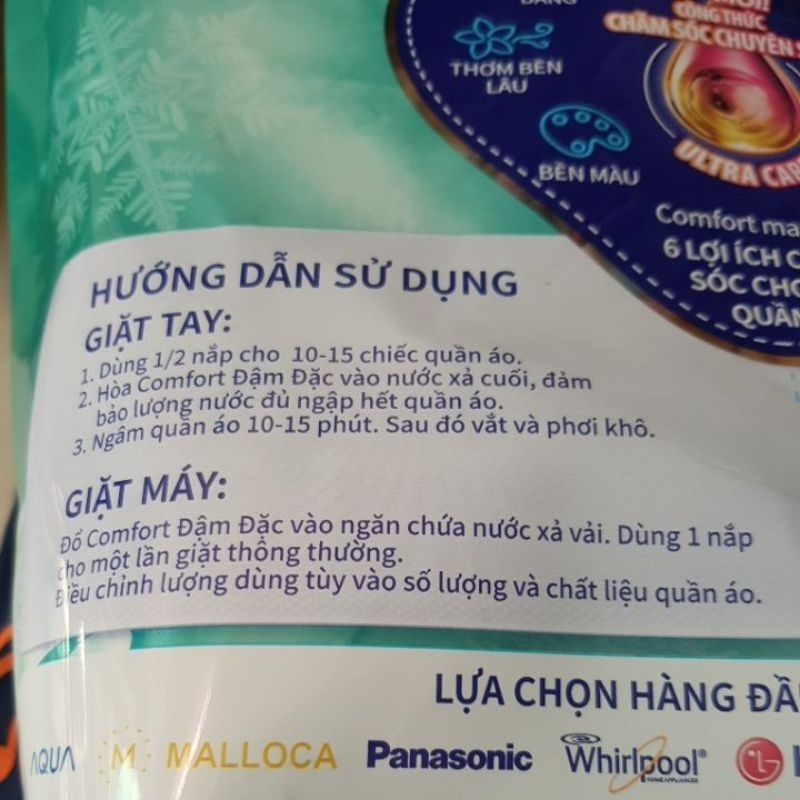 MỚI!
CÔNG THỨC
CHĂM SÓC CHUYÊN
THƠM BỀN
LÂU
BỀN MÀU
ULTRA
Comfort
6 LỢI ÍCH
SÓC CHO
QUẦN
HƯỚNG DẪN SỬ DỤNG
GIẶT TAY:
1. Dùng 1/2 nắp cho 10-15 chiếc quần áo.
2. Hòa Comfort Đậm Đặc vào nước xả cuối, đảm
bảo lượng nước đủ ngập hết quần áo.
3. Ngâm quần áo 10-15 phút. Sau đó vắt và phơi khô.
GIẶT MÁY:
Đổ Comfort Đậm Đặc vào ngăn chứa nước xả vải. Dùng 1 nắp
cho một lần giặt thông thường.
Điều chỉnh lượng dùng tùy vào số lượng và chất liệu quần áo.
LỰA CHỌN HÀNG
AQUA M MALLOCA Panasonic Whirlpool LG
HOME APPLIANCES